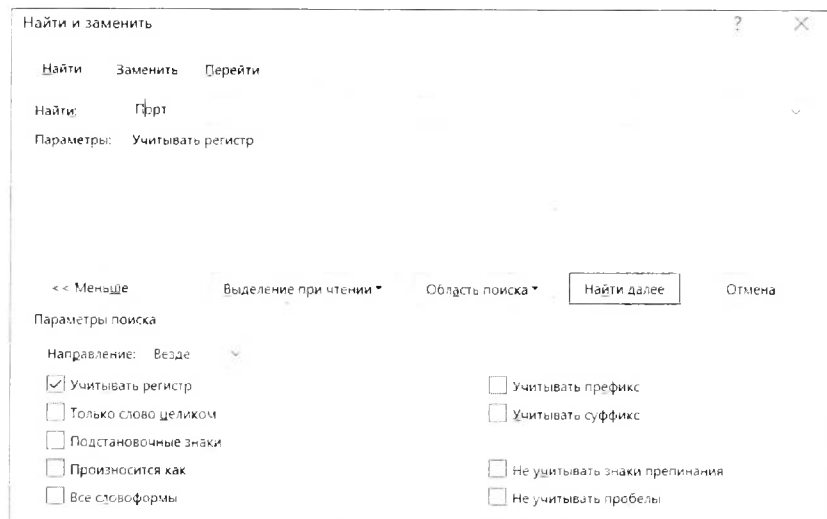 Найти и заменить ?
Найти Заменить Перейти
Найти: Порт
Параметры: Учитывать регистр
<< Меньше Выделение при чтении Область поиска Найти далее Отмена
Параметры поиска
Направление: Везде
Учитывать регистр Учитывать префикс
Только слово целиком Учитывать суффикс
Подстановочные знаки
Произносится как Не учитывать знаки препинания
Все словоформы Не учитывать пробелы